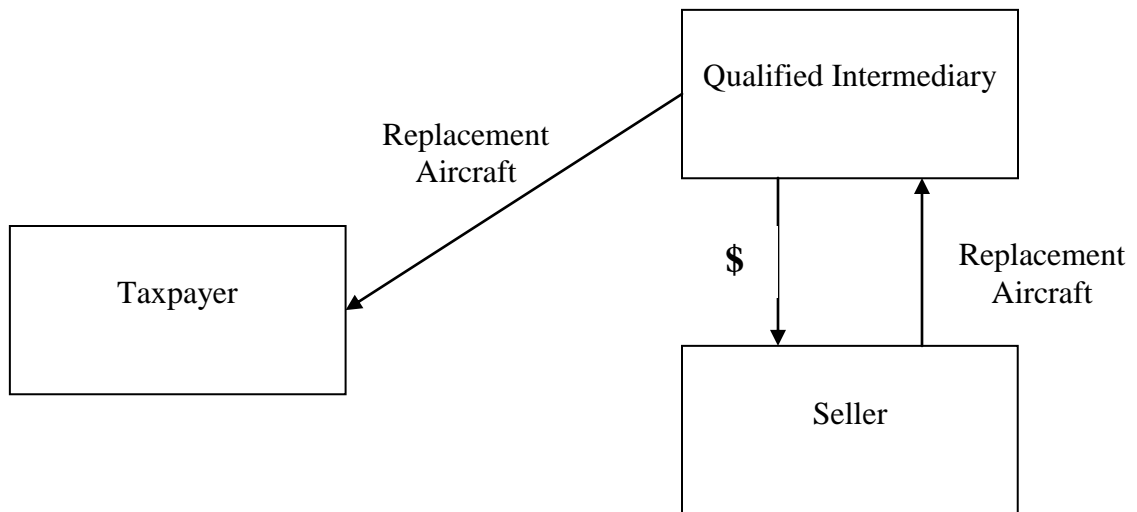 Qualified Intermediary
Replacement
Aircraft
$
Replacement
Aircraft
Taxpayer
Seller